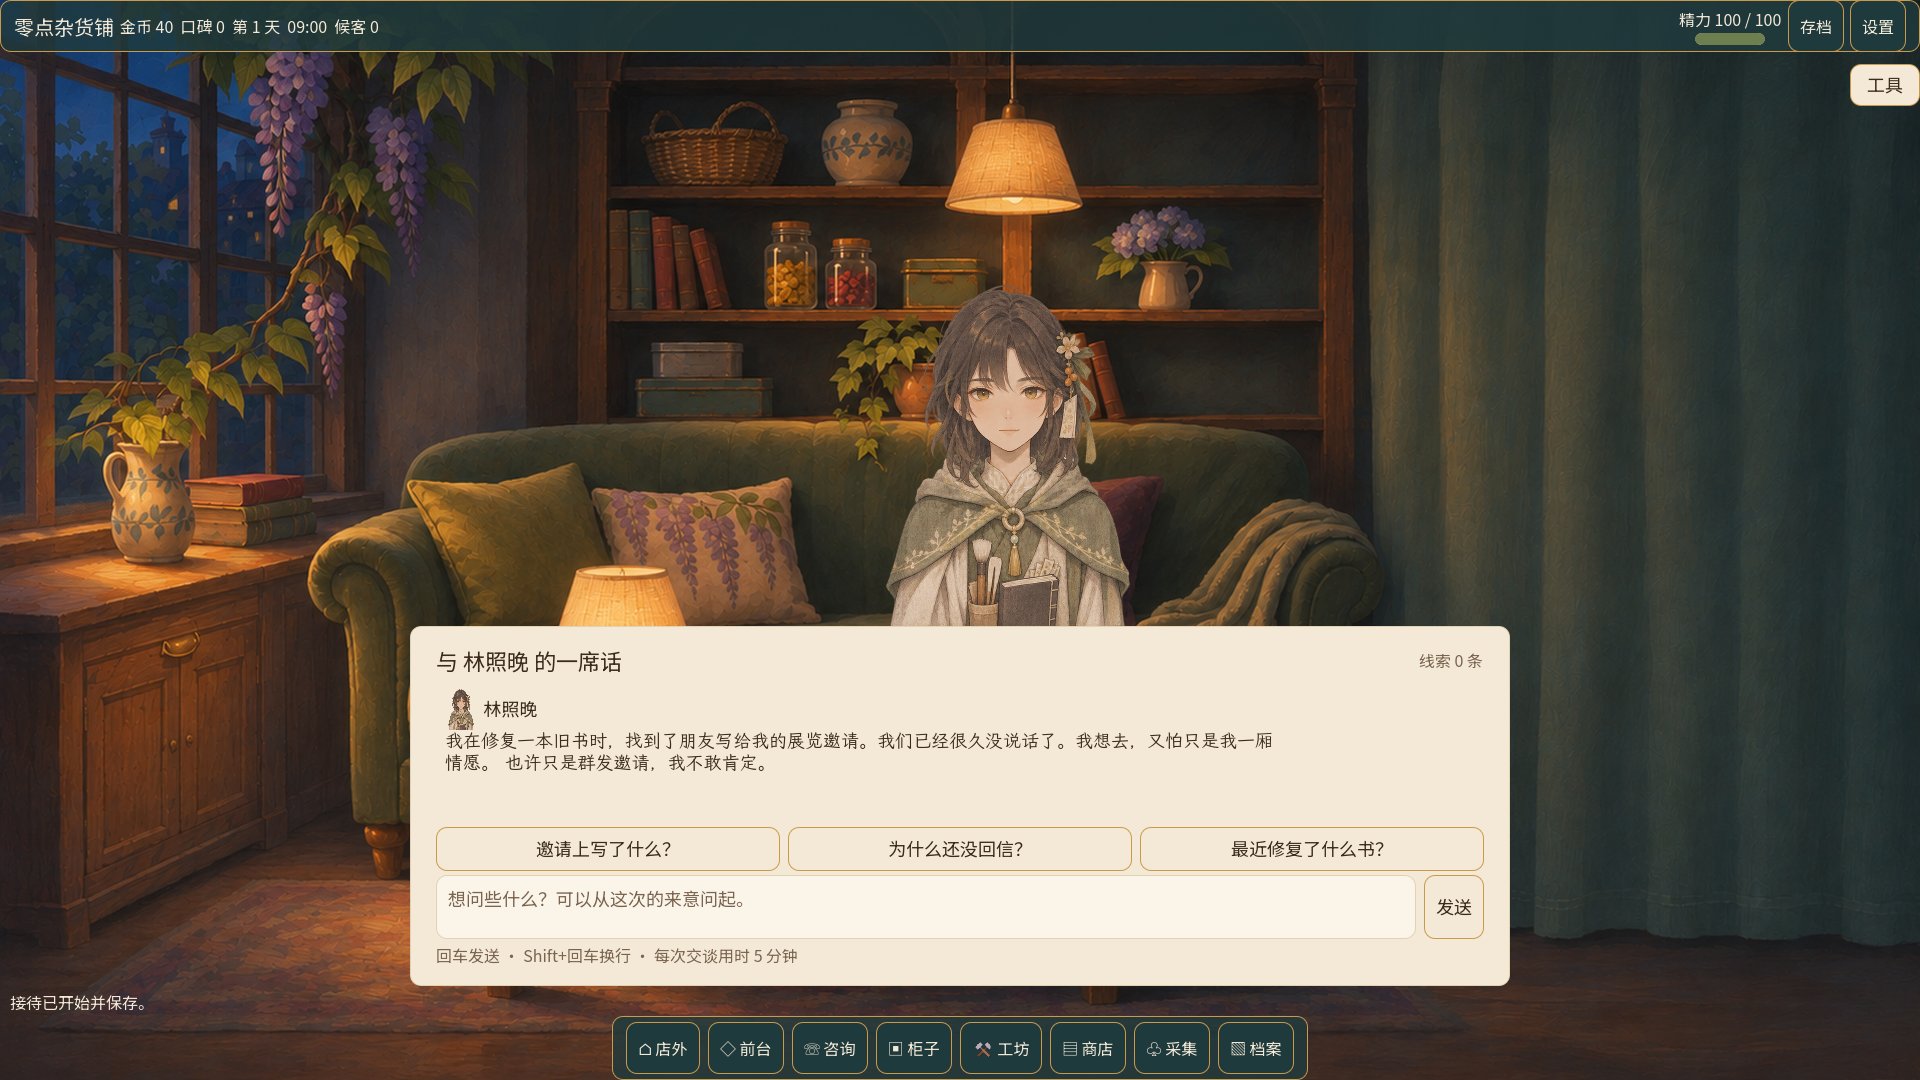 零点杂货铺 金币 40 口碑 0 第 1 天 09:00 候客 0
精力 100 / 100
存档
设置
工具
与 林照晚 的一席话
线索 0 条
林照晚
我在修复一本旧书时，找到了朋友写给我的展览邀请。我们已经很久没说话了。我想去，又怕只是我一厢
情愿。 也许只是群发邀请，我不敢肯定。
邀请上写了什么？
为什么还没回信？
最近修复了什么书？
想问些什么？可以从这次的来意问起。
发送
回车发送 • Shift+回车换行 • 每次交谈用时 5 分钟
接待已开始并保存。
店外
前台
咨询
柜子
工坊
商店
采集
档案